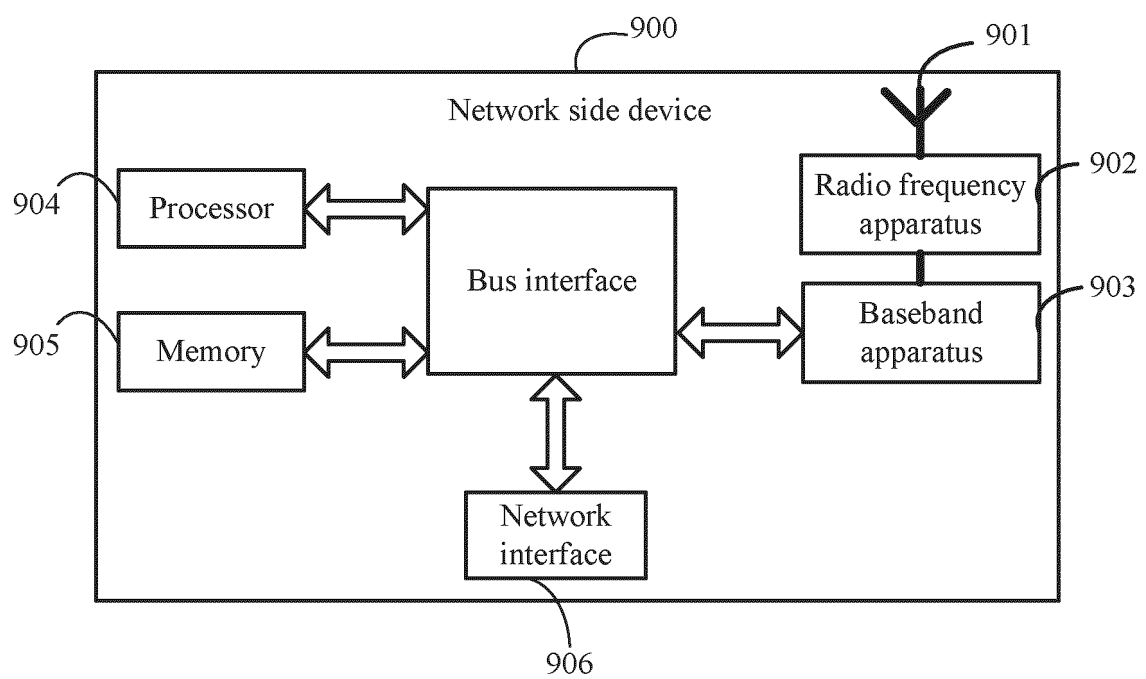 900
901
Network side device
902
Radio frequency
apparatus
904
Processor
Bus interface
903
Baseband
apparatus
905
Memory
Network
interface
906